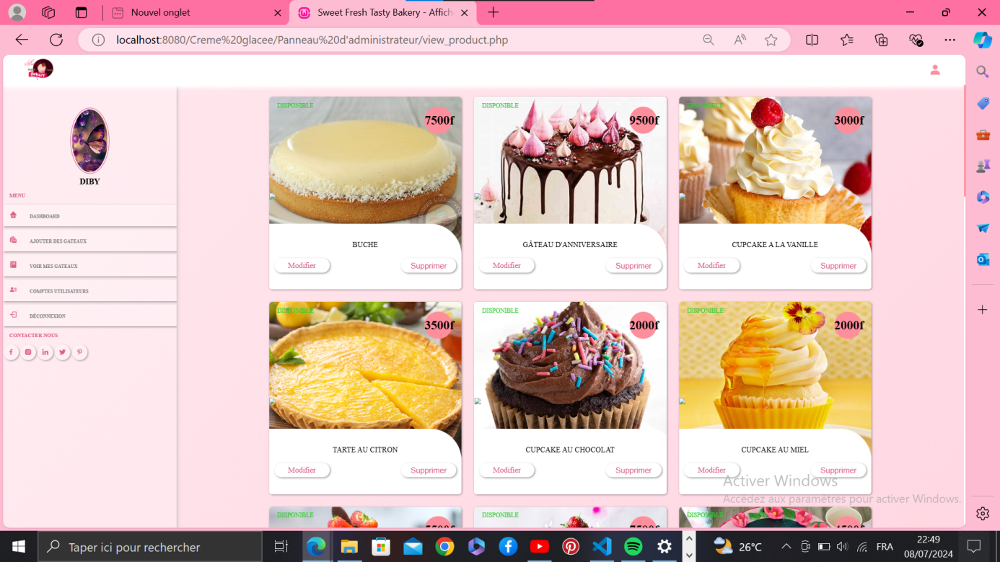 Nouvel onglet
Sweet Fresh Tasty Bakery - Affich
localhost:8080/Creme%20glacee/Panneau%20d'administrateur/view_product.php
Bakery
DIBY
MENU
DASHBOARD
AJOUTER DES GATEAUX
VOIR MES GATEAUX
COMPTES UTILISATEURS
DÉCONNEXION
CONTACTER NOUS
DISPONIBLE
7500f
BUCHE
Modifier Supprimer
DISPONIBLE
9500f
GÂTEAU D'ANNIVERSAIRE
Modifier Supprimer
DISPONIBLE
3000f
CUPCAKE A LA VANILLE
Modifier Supprimer
DISPONIBLE
3500f
TARTE AU CITRON
Modifier Supprimer
DISPONIBLE
2000f
CUPCAKE AU CHOCOLAT
Modifier Supprimer
DISPONIBLE
2000f
CUPCAKE AU MIEL
Modifier Supprimer
DISPONIBLE
DISPONIBLE
DISPONIBLE
Activer Windows
Accédez aux paramètres pour activer Windows.
Taper ici pour rechercher
26°C
FRA
22:49
08/07/2024